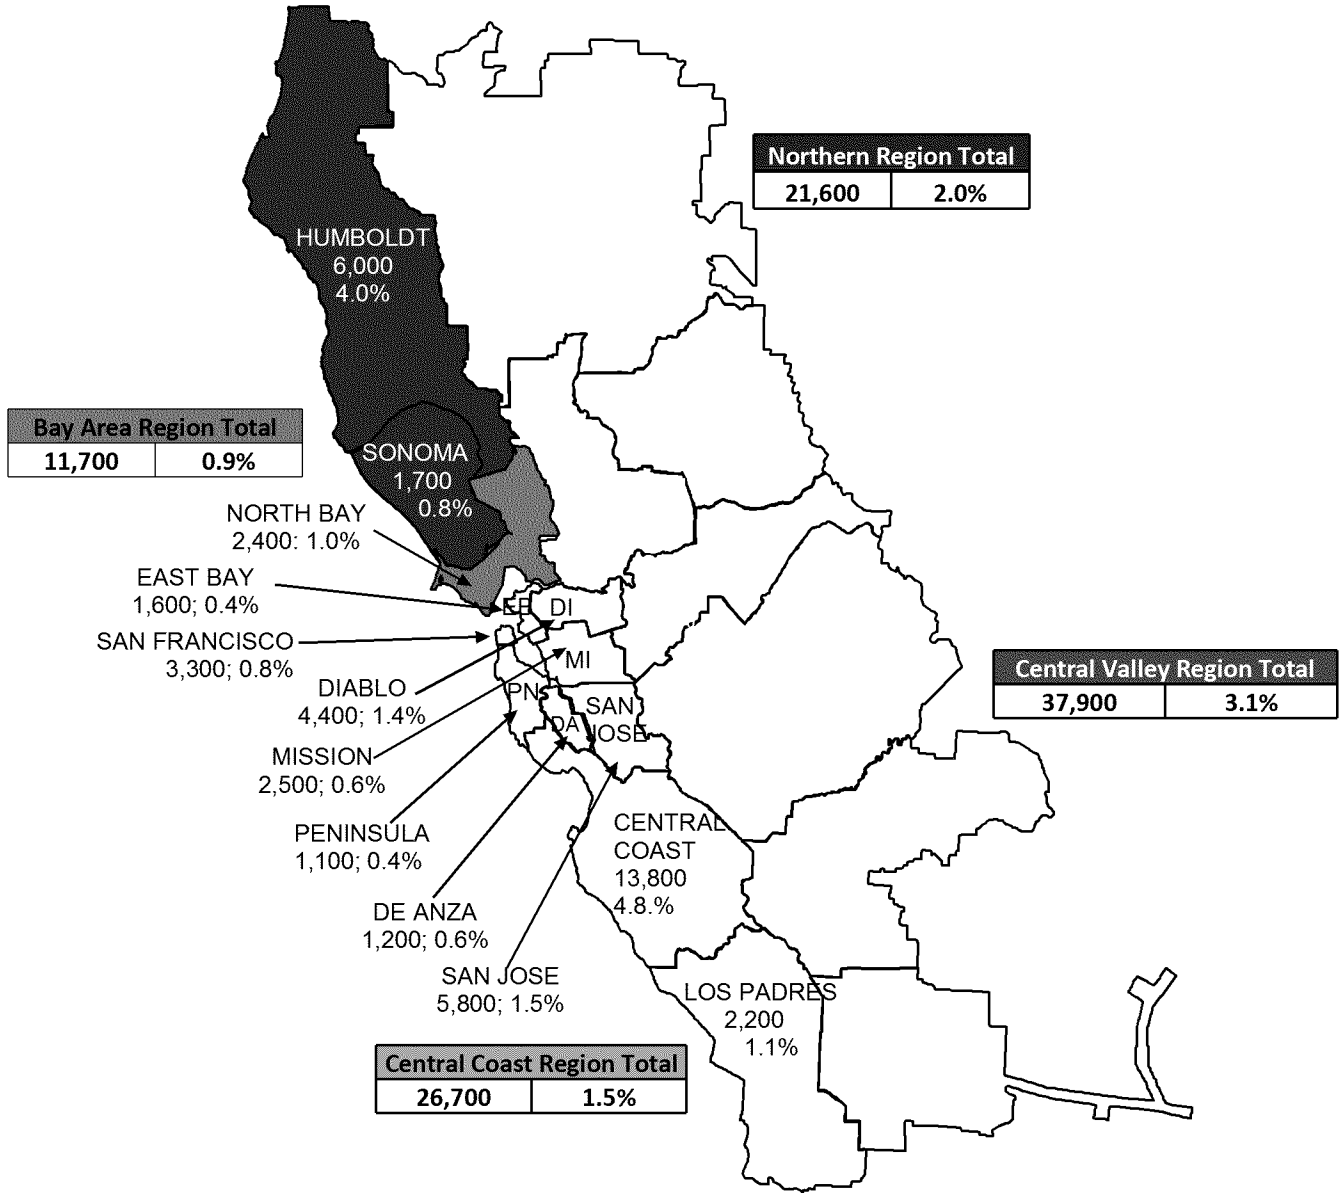 Northern Region Total
21,600 2.0%
HUMBOLDT
6,000
4.0%
Bay Area Region Total
11,700 0.9%
SONOMA
1,700
0.8%
NORTH BAY
2,400: 1.0%
EAST BAY
1,600; 0.4%
EB
DI
SAN FRANCISCO
3,300; 0.8%
MI
Central Valley Region Total
37,900 3.1%
DIABLO
4,400; 1.4%
PN
SAN
JOSE
DA
MISSION
2,500; 0.6%
PENINSULA
1,100; 0.4%
CENTRAL
COAST
13,800
4.8.%
DE ANZA
1,200; 0.6%
SAN JOSE
5,800; 1.5%
LOS PADRES
2,200
1.1%
Central Coast Region Total
26,700 1.5%